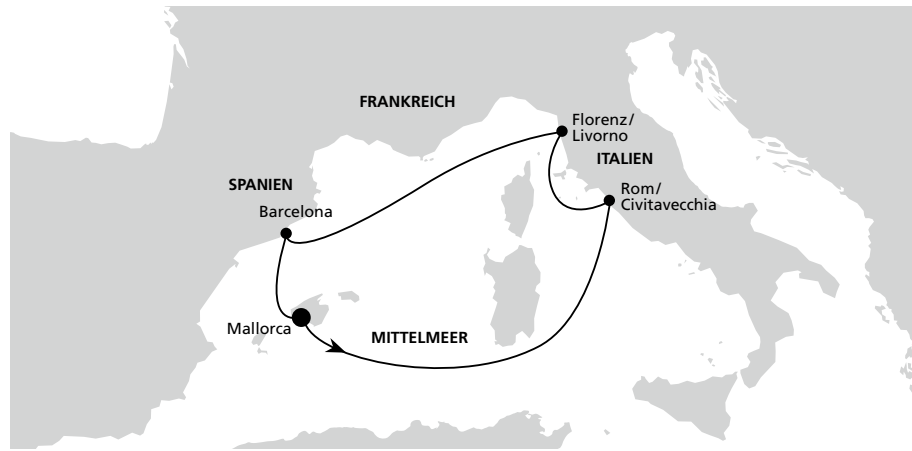 FRANKREICH
Florenz/
Livorno
ITALIEN
SPANIEN
Rom/
Civitavecchia
Barcelona
Mallorca
MITTELMEER